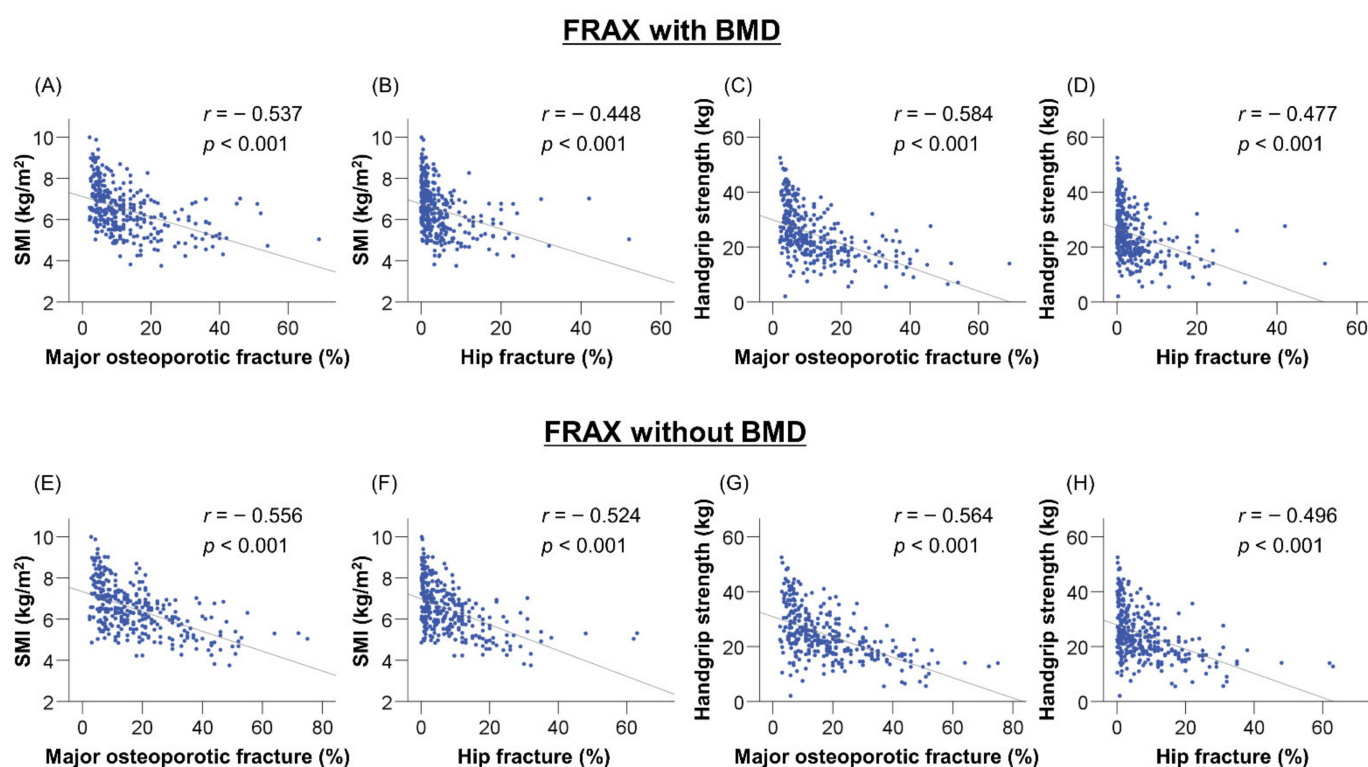 FRAX with BMD
(A)
r = − 0.537
p < 0.001
SMI (kg/m²)
10
8
6
4
2
0 20 40 60
Major osteoporotic fracture (%)
(B)
r = − 0.448
p < 0.001
SMI (kg/m²)
10
8
6
4
2
0 20 40 60
Hip fracture (%)
(C)
r = − 0.584
p < 0.001
Handgrip strength (kg)
60
40
20
0
0 20 40 60
Major osteoporotic fracture (%)
(D)
r = − 0.477
p < 0.001
Handgrip strength (kg)
60
40
20
0
0 20 40 60
Hip fracture (%)
FRAX without BMD
(E)
r = − 0.556
p < 0.001
SMI (kg/m²)
10
8
6
4
2
0 20 40 60 80
Major osteoporotic fracture (%)
(F)
r = − 0.524
p < 0.001
SMI (kg/m²)
10
8
6
4
2
0 20 40 60
Hip fracture (%)
(G)
r = − 0.564
p < 0.001
Handgrip strength (kg)
60
40
20
0
0 20 40 60 80
Major osteoporotic fracture (%)
(H)
r = − 0.496
p < 0.001
Handgrip strength (kg)
60
40
20
0
0 20 40 60
Hip fracture (%)